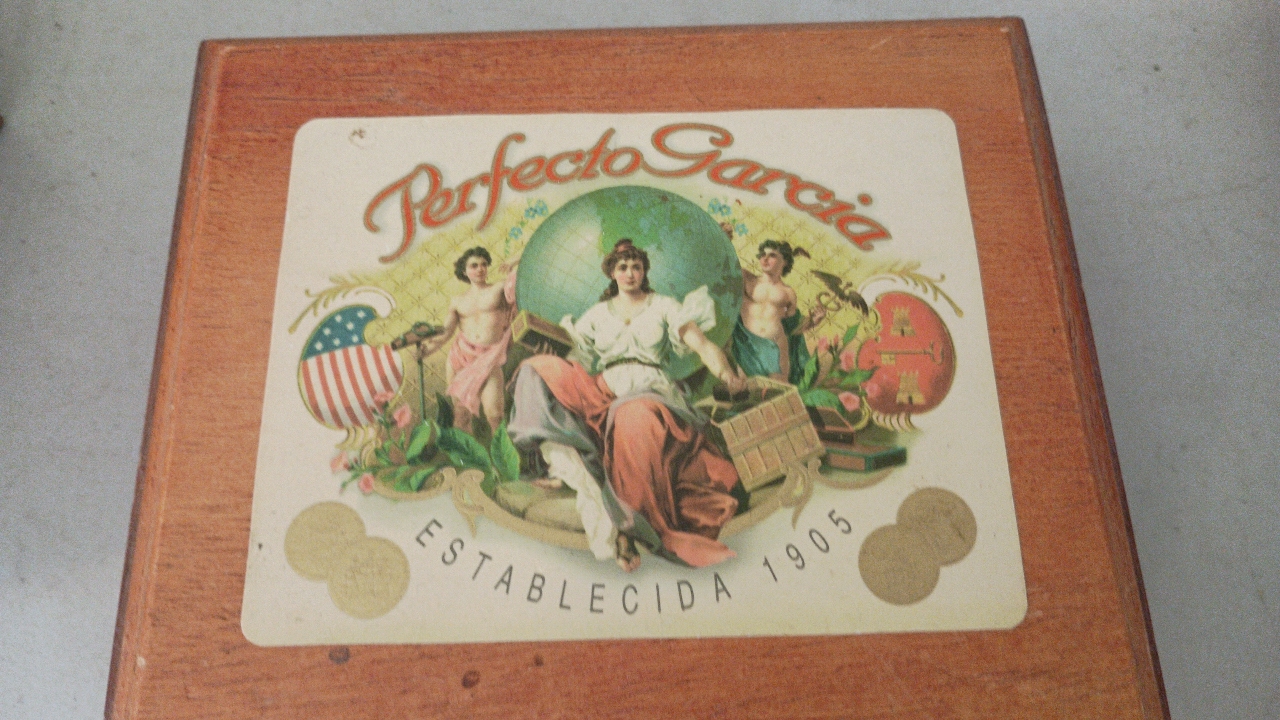 Perfecto Garcia
ESTABLECIDA 1905